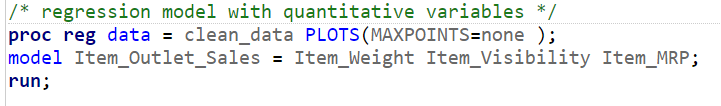 /* regression model with quantitative variables */
proc reg data = clean_data PLOTS(MAXPOINTS=none );
model Item_Outlet_Sales = Item_Weight Item_Visibility Item_MRP;
run;